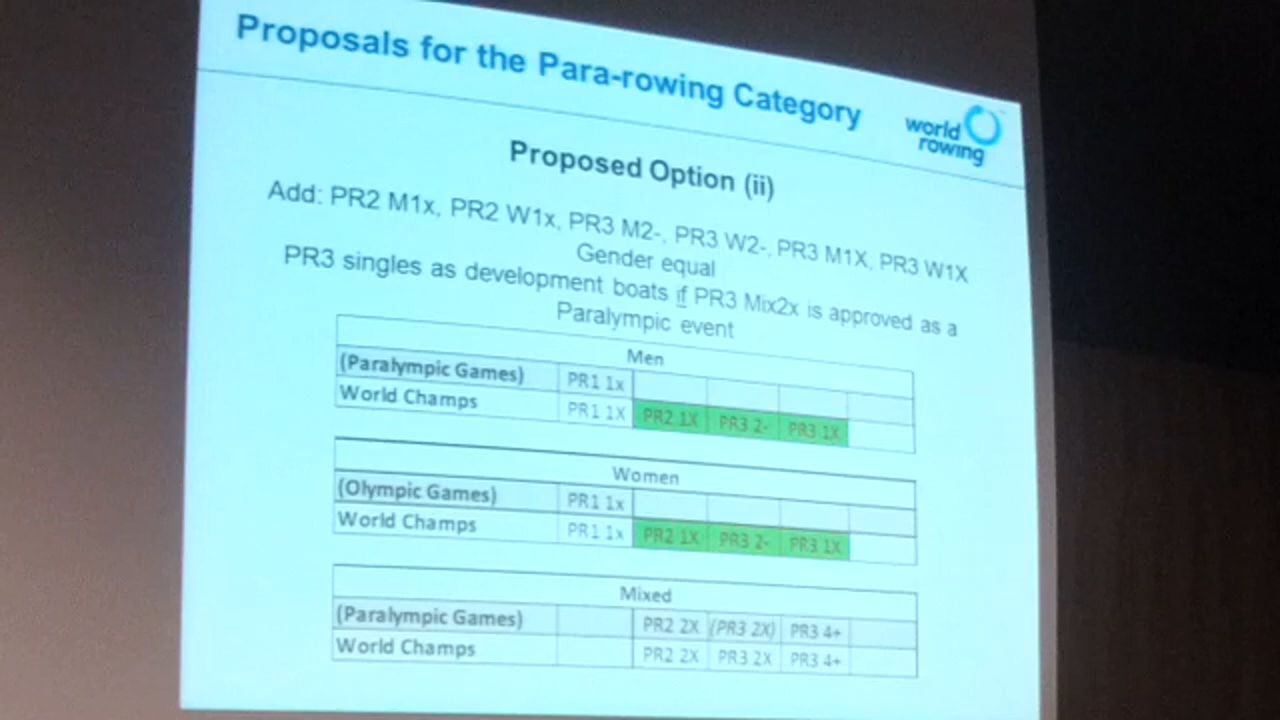 Proposals for the Para-rowing Category
world
rowing
Proposed Option (ii)
Add: PR2 M1x, PR2 W1x, PR3 M2-, PR3 W2-, PR3 M1X, PR3 W1X
Gender equal
PR3 singles as development boats if PR3 Mix2x is approved as a
Paralympic event
Men
(Paralympic Games) PR1 1x
World Champs PR1 1X PR2 1X PR3 2- PR3 1X
Women
(Olympic Games) PR1 1x
World Champs PR1 1x PR2 1X PR3 2- PR3 1X
Mixed
(Paralympic Games) PR2 2X (PR3 2X) PR3 4+
World Champs PR2 2X PR3 2X PR3 4+